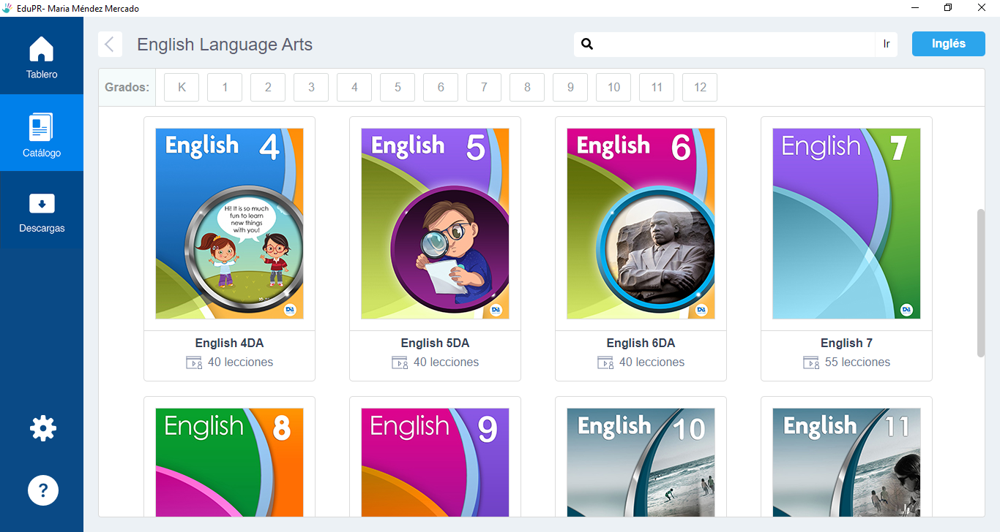 EduPR- Maria Méndez Mercado
English Language Arts
Ir
Inglés
Tablero
Catálogo
Descargas
?
Grados:
K
1
2
3
4
5
6
7
8
9
10
11
12
English 4
Hi! It is so much
fun to learn
new things
with you!
English 5
English 6
English 7
English 4DA
40 lecciones
English 5DA
40 lecciones
English 6DA
40 lecciones
English 7
55 lecciones
English 8
English 9
English 10
English 11